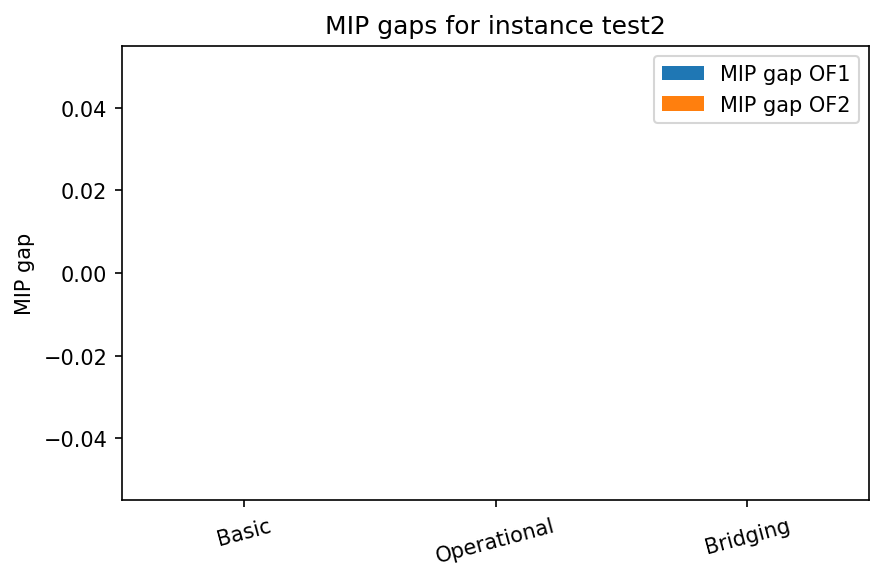 MIP gaps for instance test2
MIP gap OF1
MIP gap OF2
0.04
0.02
0.00
−0.02
−0.04
MIP gap
Basic
Operational
Bridging